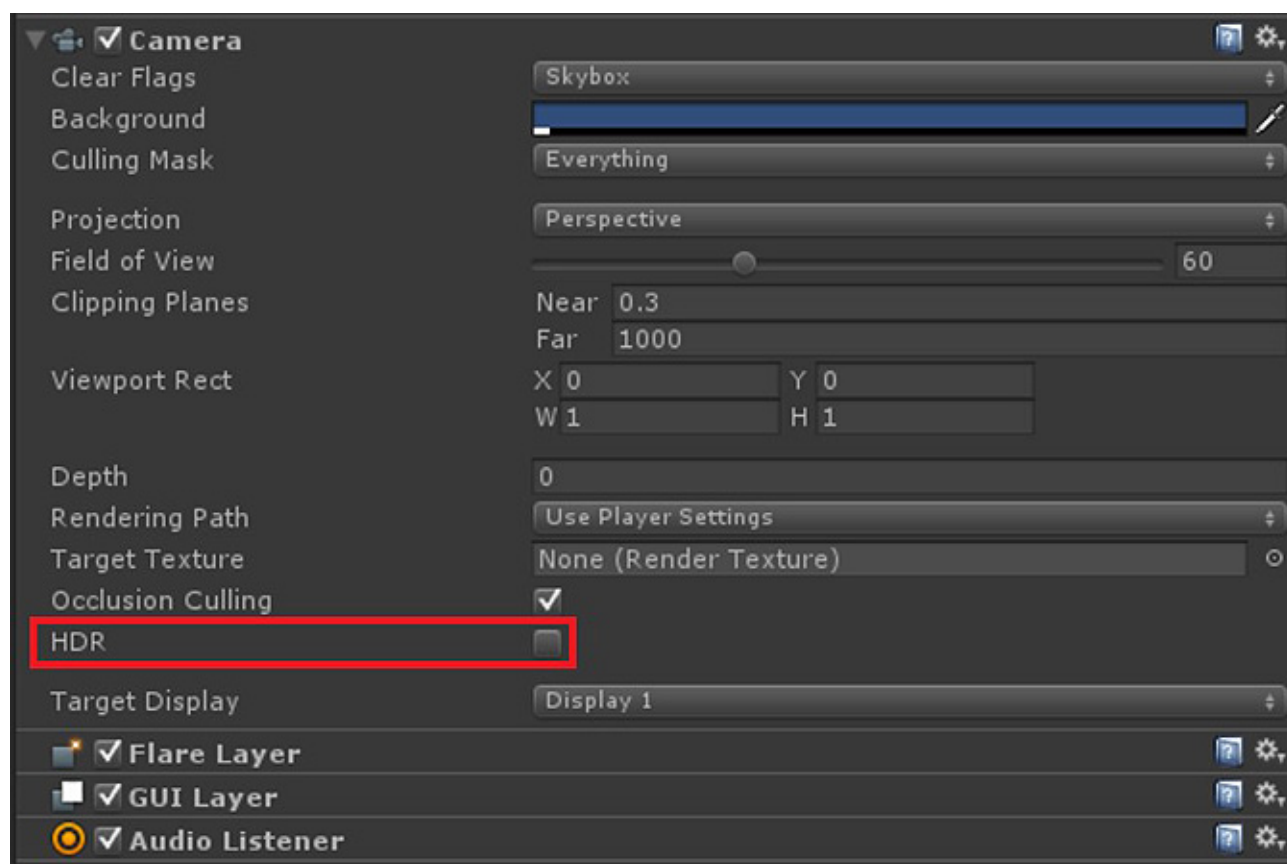 Camera
Clear Flags Skybox
Background
Culling Mask Everything
Projection Perspective
Field of View 60
Clipping Planes Near 0.3
Far 1000
Viewport Rect X 0 Y 0
W 1 H 1
Depth 0
Rendering Path Use Player Settings
Target Texture None (Render Texture)
Occlusion Culling
HDR
Target Display Display 1
Flare Layer
GUI Layer
Audio Listener